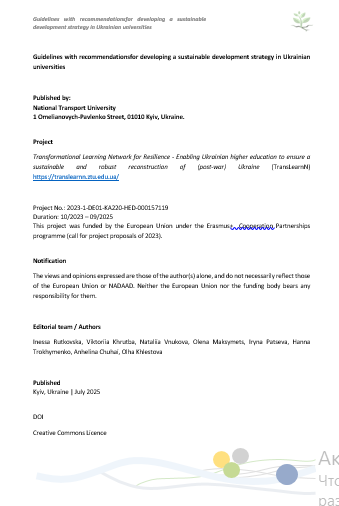 Guidelines with recommendationsfor developing a sustainable
development strategy in Ukrainian universities
Guidelines with recommendationsfor developing a sustainable development strategy in Ukrainian
universities
Published by:
National Transport University
1 Omelianovych-Pavlenko Street, 01010 Kyiv, Ukraine.
Project
Transformational Learning Network for Resilience - Enabling Ukrainian higher education to ensure a
sustainable and robust reconstruction of (post-war) Ukraine (TransLearnN)
https://translearn.ztu.edu.ua/
Project No.: 2023-1-DE01-KA220-HED-000157119
Duration: 10/2023 – 09/2025
This project was funded by the European Union under the Erasmus+ Cooperation Partnerships
programme (call for project proposals of 2023).
Notification
The views and opinions expressed are those of the author(s) alone, and do not necessarily reflect those
of the European Union or NADAAD. Neither the European Union nor the funding body bears any
responsibility for them.
Editorial team / Authors
Inessa Rutkovska, Viktoriia Khrutba, Nataliia Vnukova, Olena Maksymets, Iryna Patseva, Hanna
Trokhymenko, Anhelina Chuhai, Olha Khlestova
Published
Kyiv, Ukraine | July 2025
DOI
Creative Commons Licence
Ак
Что
раз